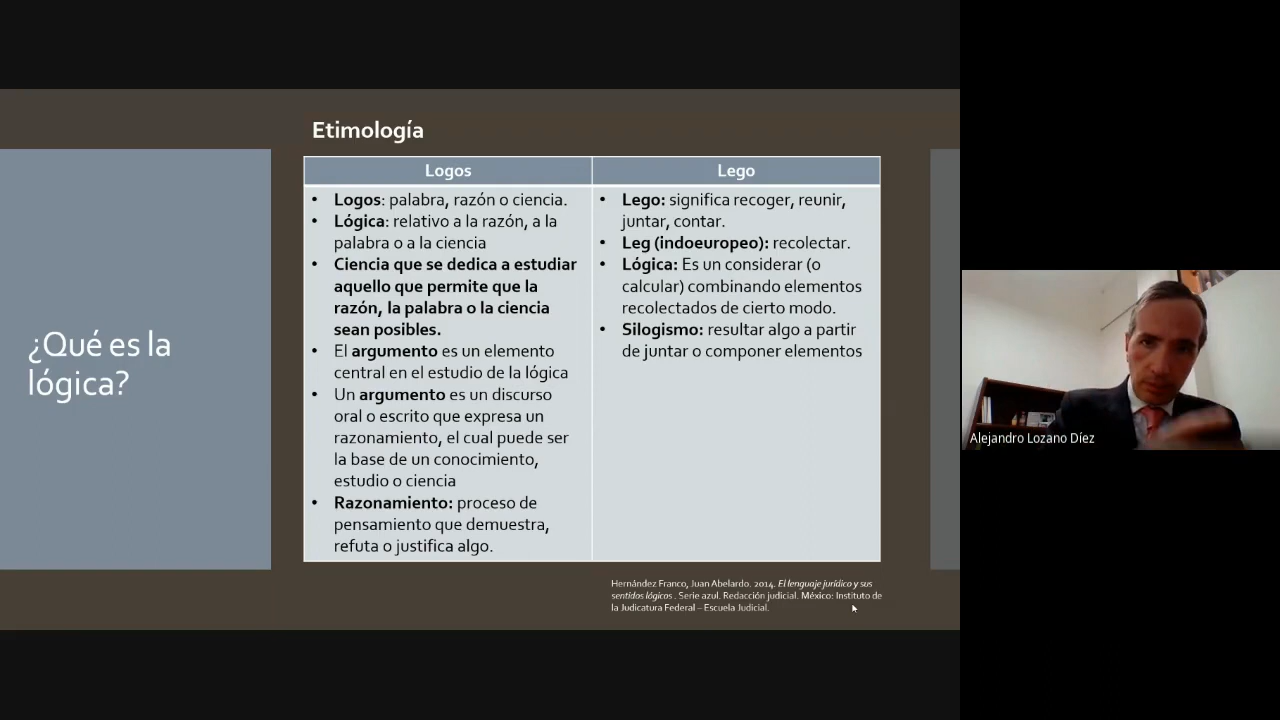 Etimología
¿Qué es la
lógica?
Logos
• Logos: palabra, razón o ciencia.
• Lógica: relativo a la razón, a la
palabra o a la ciencia
• Ciencia que se dedica a estudiar
aquello que permite que la
razón, la palabra o la ciencia
sean posibles.
• El argumento es un elemento
central en el estudio de la lógica
• Un argumento es un discurso
oral o escrito que expresa un
razonamiento, el cual puede ser
la base de un conocimiento,
estudio o ciencia
• Razonamiento: proceso de
pensamiento que demuestra,
refuta o justifica algo.
Lego
• Lego: significa recoger, reunir,
juntar, contar.
• Leg (indoeuropeo): recolectar.
• Lógica: Es un considerar (o
calcular) combinando elementos
recolectados de cierto modo.
• Silogismo: resultar algo a partir
de juntar o componer elementos
Hernández Franco, Juan Abelardo. 2014. El lenguaje jurídico y sus
sentidos lógicos . Serie azul. Redacción judicial. México: Instituto de
la Judicatura Federal – Escuela Judicial.
Alejandro Lozano Díez